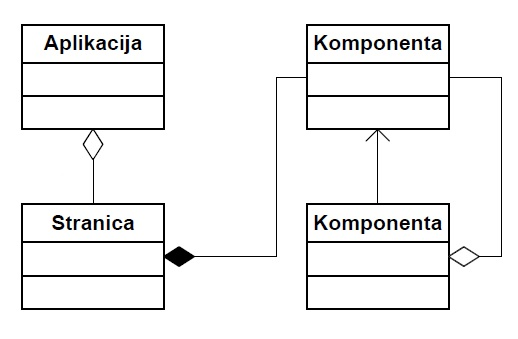 Aplikacija
Komponenta
Stranica
Komponenta